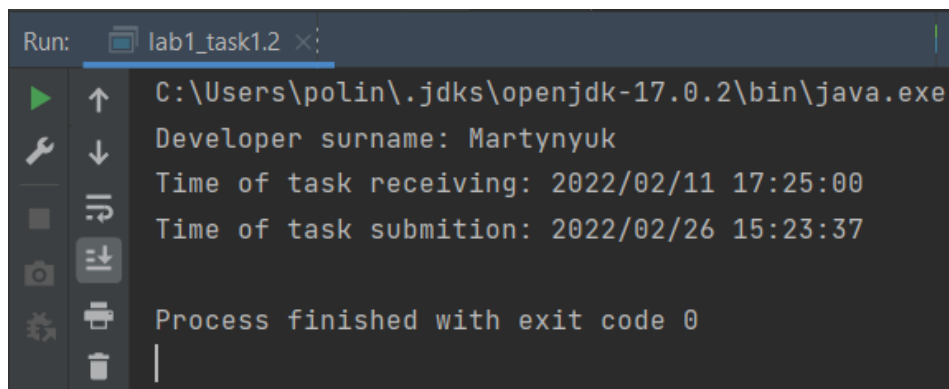 Run: lab1_task1.2
C:\Users\polin\.jdks\openjdk-17.0.2\bin\java.exe
Developer surname: Martynyuk
Time of task receiving: 2022/02/11 17:25:00
Time of task submition: 2022/02/26 15:23:37
Process finished with exit code 0